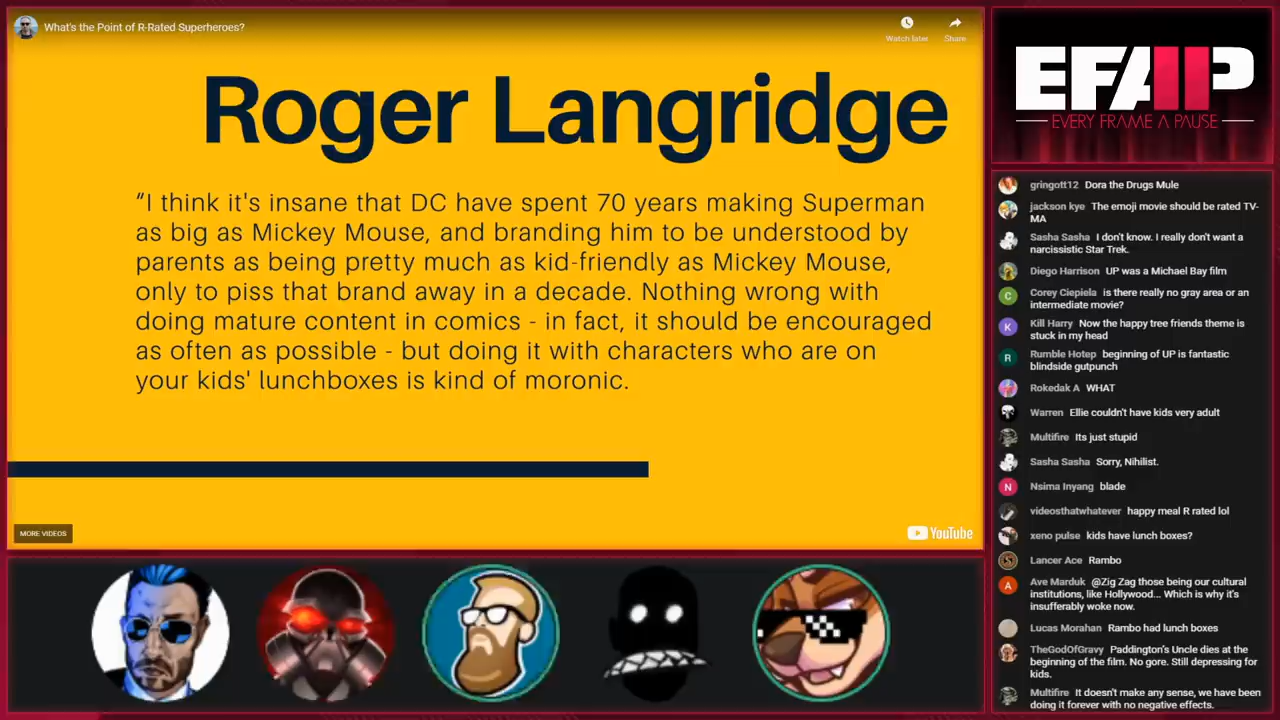 What's the Point of R-Rated Superheroes?
Watch later
Share
Roger Langridge
“I think it's insane that DC have spent 70 years making Superman
as big as Mickey Mouse, and branding him to be understood by
parents as being pretty much as kid-friendly as Mickey Mouse,
only to piss that brand away in a decade. Nothing wrong with
doing mature content in comics - in fact, it should be encouraged
as often as possible - but doing it with characters who are on
your kids' lunchboxes is kind of moronic.
MORE VIDEOS
YouTube
EFAP
EVERY FRAME A PAUSE
gringott12 Dora the Drugs Mule
jackson kye The emoji movie should be rated TV-
MA
Sasha Sasha I don't know. I really don't want a
narcissistic Star Trek.
Diego Harrison UP was a Michael Bay film
C
Corey Ciepiela is there really no gray area or an
intermediate movie?
K
Kill Harry Now the happy tree friends theme is
stuck in my head
R
Rumble Hotep beginning of UP is fantastic
blindside gutpunch
Rokedak A WHAT
Warren Ellie couldn't have kids very adult
Multifire Its just stupid
Sasha Sasha Sorry, Nihilist.
N
Nsima Inyang blade
videosthatwhatever happy meal R rated lol
xeno pulse kids have lunch boxes?
Lancer Ace Rambo
A
Ave Marduk @Zig Zag those being our cultural
institutions, like Hollywood... Which is why it's
insufferably woke now.
Lucas Morahan Rambo had lunch boxes
TheGodOfGravy Paddington's Uncle dies at the
beginning of the film. No gore. Still depressing for
kids.
Multifire It doesn't make any sense, we have been
doing it forever with no negative effects.